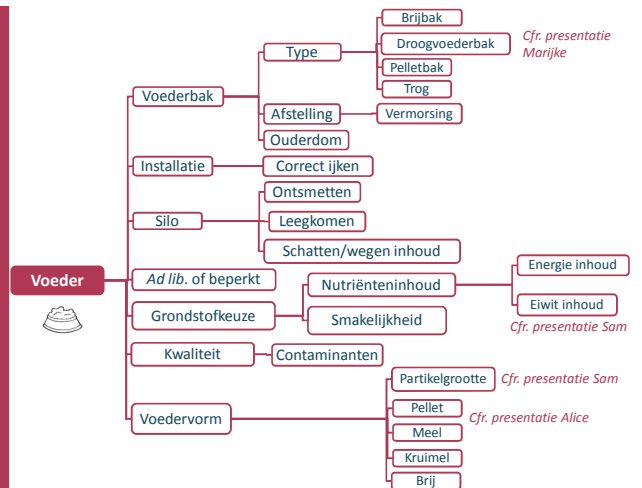 Voeder
Voederbak
Type
Brijbak
Droogvoederbak
Pelletbak
Trog
Cfr. presentatie
Marijke
Afstelling
Vermorsing
Ouderdom
Installatie
Correct ijken
Silo
Ontsmetten
Leegkomen
Schatten/wegen inhoud
Ad lib. of beperkt
Grondstofkeuze
Nutriënteninhoud
Energie inhoud
Eiwit inhoud
Cfr. presentatie Sam
Smakelijkheid
Kwaliteit
Contaminanten
Voedervorm
Partikelgrootte
Cfr. presentatie Sam
Pellet
Cfr. presentatie Alice
Meel
Kruimel
Brij